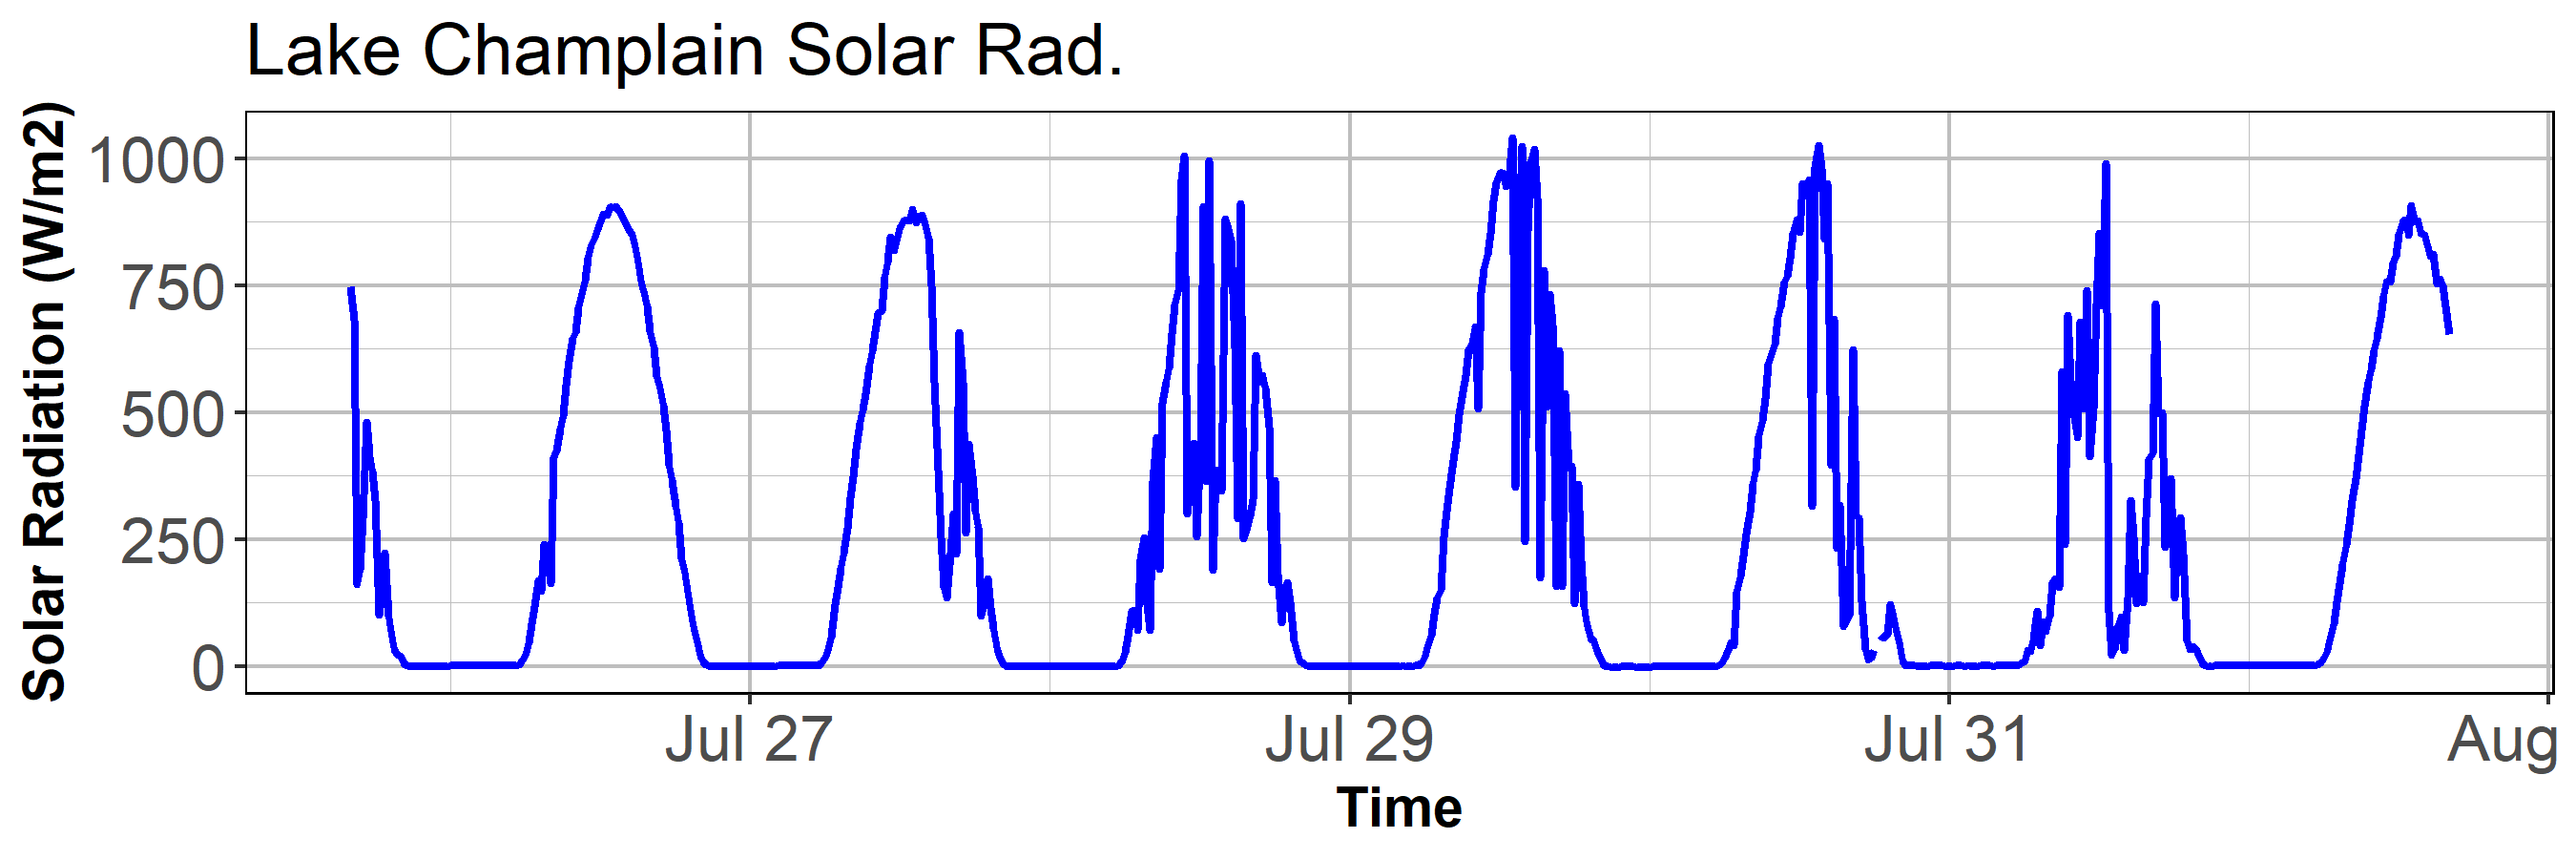 Lake Champlain Solar Rad.
Solar Radiation (W/m2)
1000
750
500
250
0
Jul 27
Jul 29
Jul 31
Aug
Time